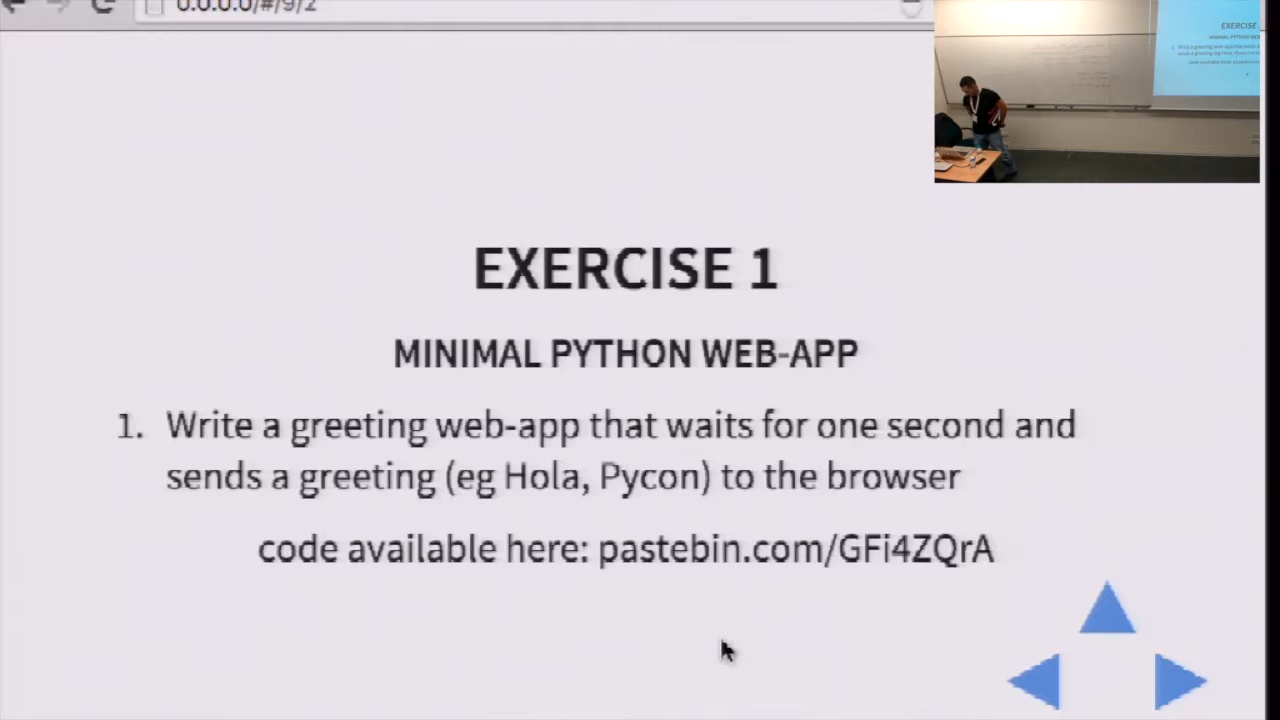 0.0.0.0/#/9/2
EXERCISE 1
MINIMAL PYTHON WEB-APP
1. Write a greeting web-app that waits for one second and
sends a greeting (eg Hola, Pycon) to the browser
code available here: pastebin.com/GFi4ZQrA